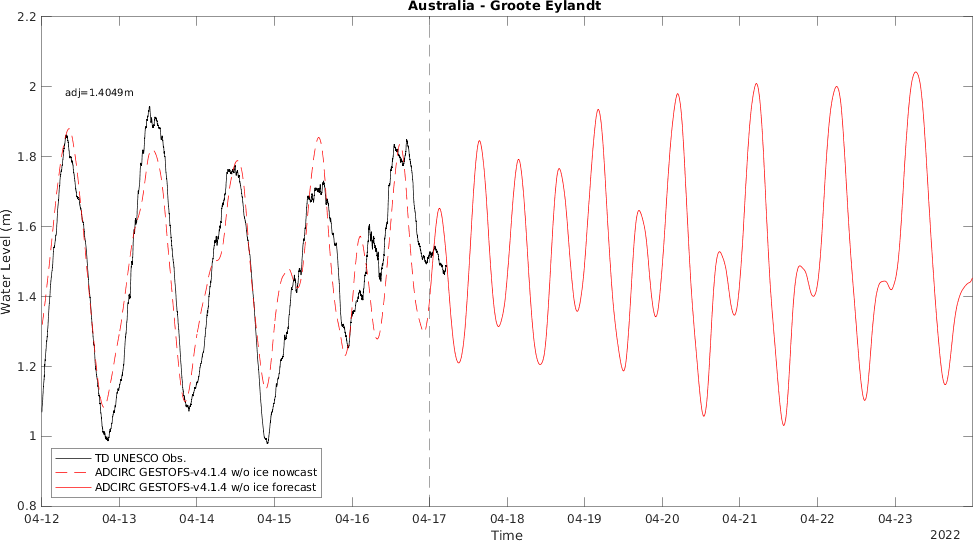 Australia - Groote Eylandt
2.2
2
adj=1.4049m
1.8
1.6
Water Level (m)
1.4
1.2
1
TD UNESCO Obs.
ADCIRC GESTOFS-v4.1.4 w/o ice nowcast
ADCIRC GESTOFS-v4.1.4 w/o ice forecast
0.8
04-12 04-13 04-14 04-15 04-16 04-17 04-18 04-19 04-20 04-21 04-22 04-23
Time
2022